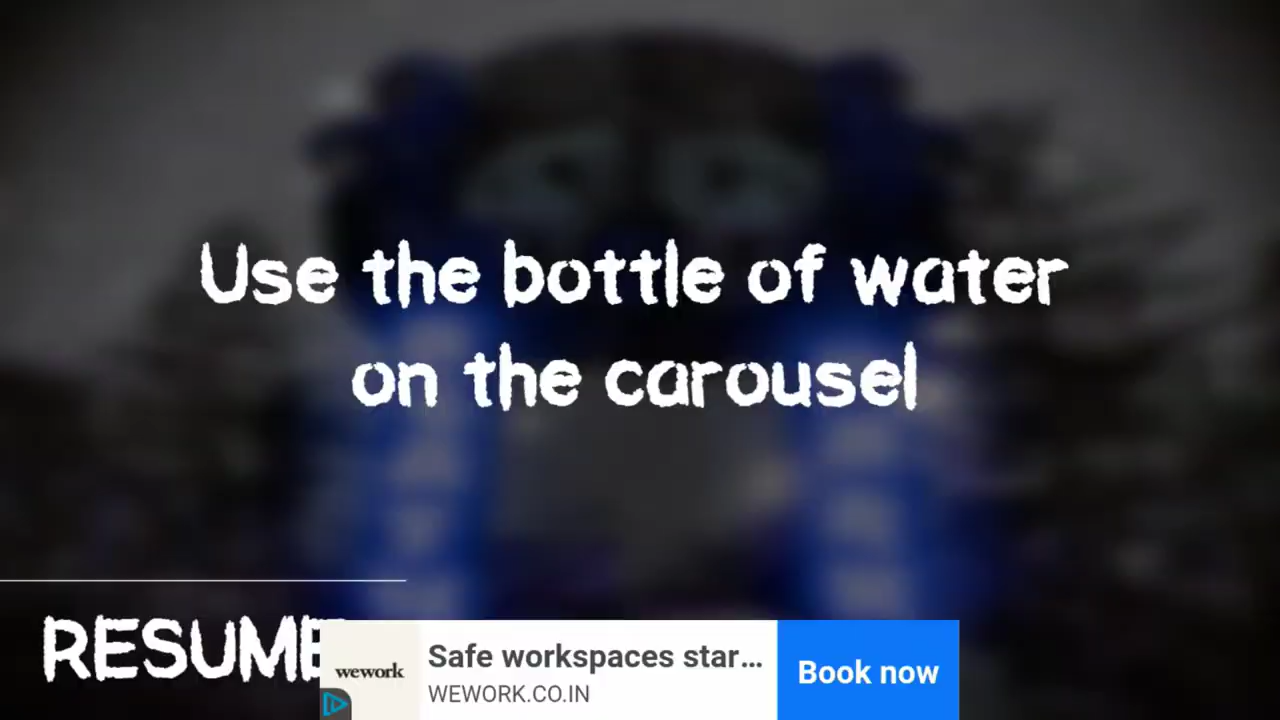 Use the bottle of water
on the carousel
RESUME
wework
Safe workspaces star...
WEWORK.CO.IN
Book now